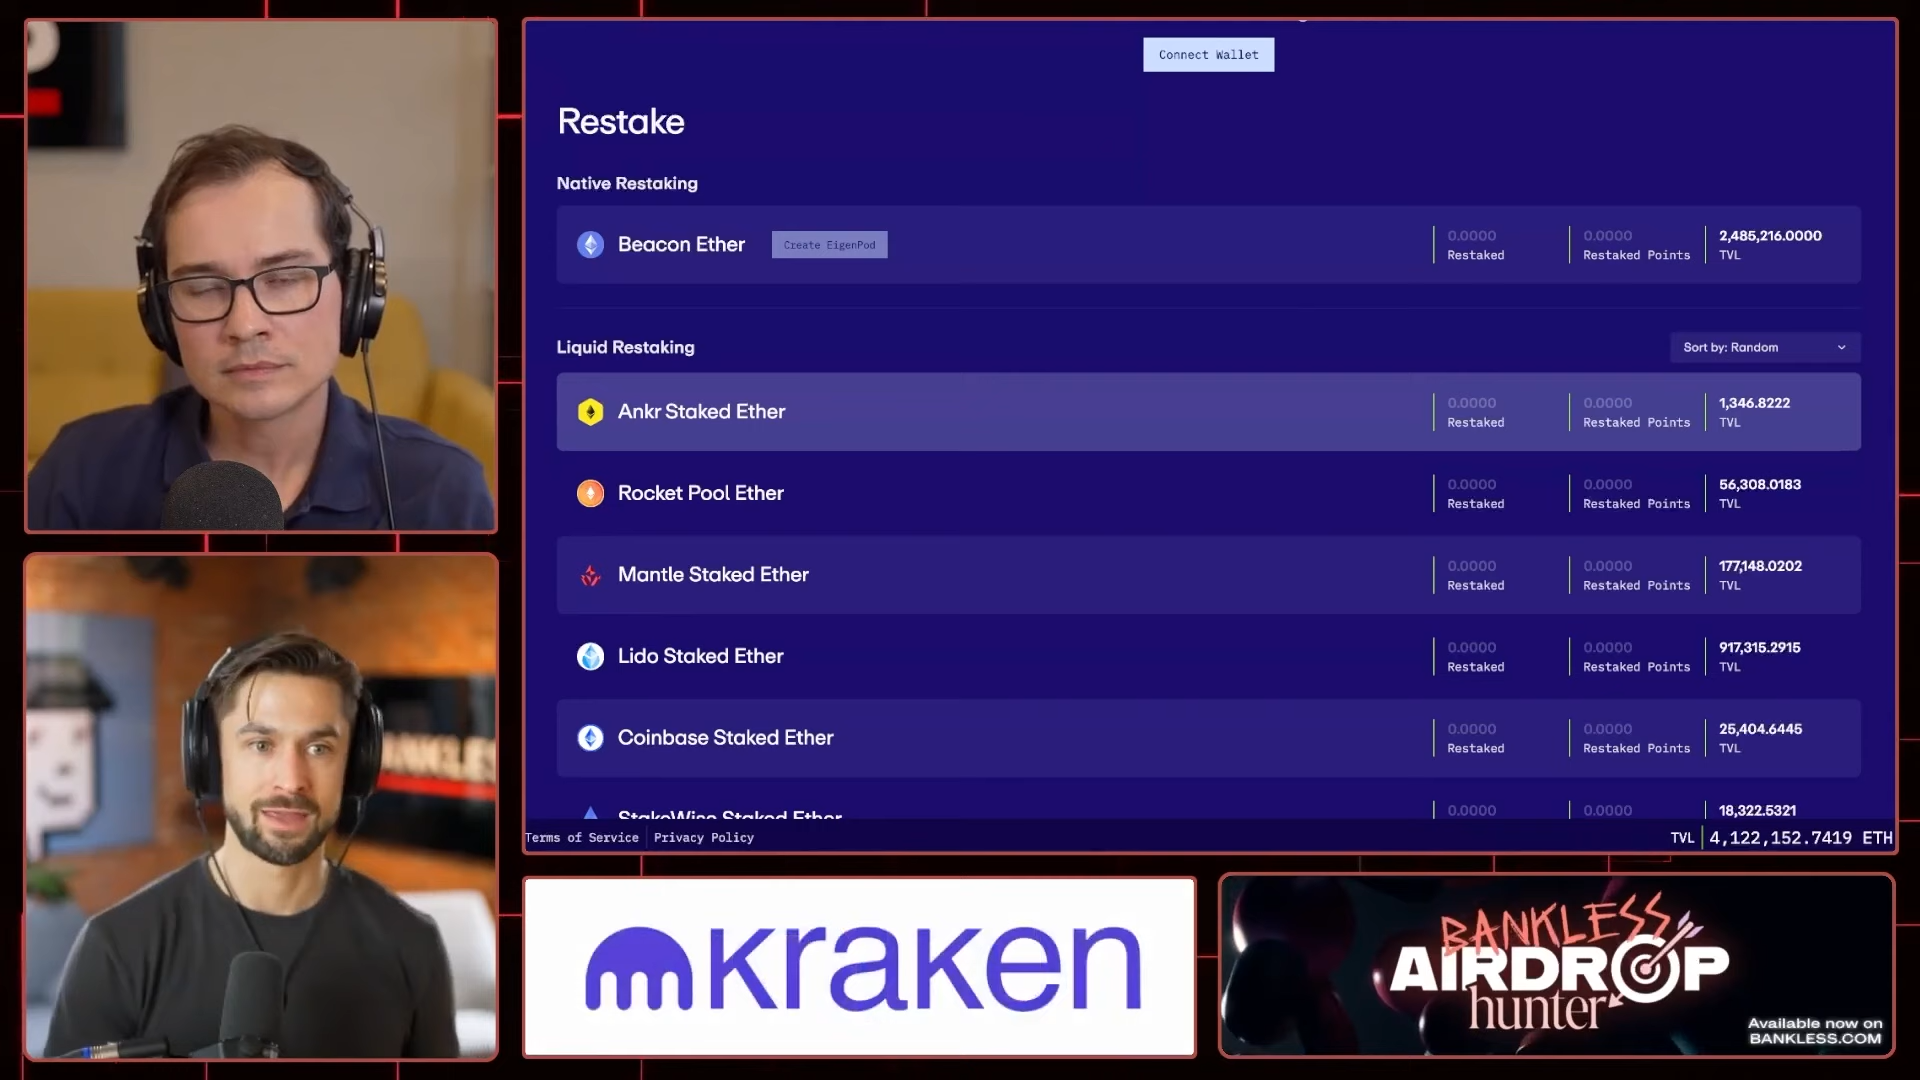 Connect Wallet
Restake
Native Restaking
Beacon Ether
Create EigenPod
0.0000
Restaked
0.0000
Restaked Points
2,485,216.0000
TVL
Liquid Restaking
Sort by: Random
Ankr Staked Ether
0.0000
Restaked
0.0000
Restaked Points
1,346.8222
TVL
Rocket Pool Ether
0.0000
Restaked
0.0000
Restaked Points
56,308.0183
TVL
Mantle Staked Ether
0.0000
Restaked
0.0000
Restaked Points
177,148.0202
TVL
Lido Staked Ether
0.0000
Restaked
0.0000
Restaked Points
917,315.2915
TVL
Coinbase Staked Ether
0.0000
Restaked
0.0000
Restaked Points
25,404.6445
TVL
StakeWise Staked Ether
0.0000
0.0000
18,322.5321
Terms of Service
Privacy Policy
TVL
4,122,152.7419 ETH
kraken
BANKLESS
AIRDROP
hunter
Available now on
BANKLESS.COM